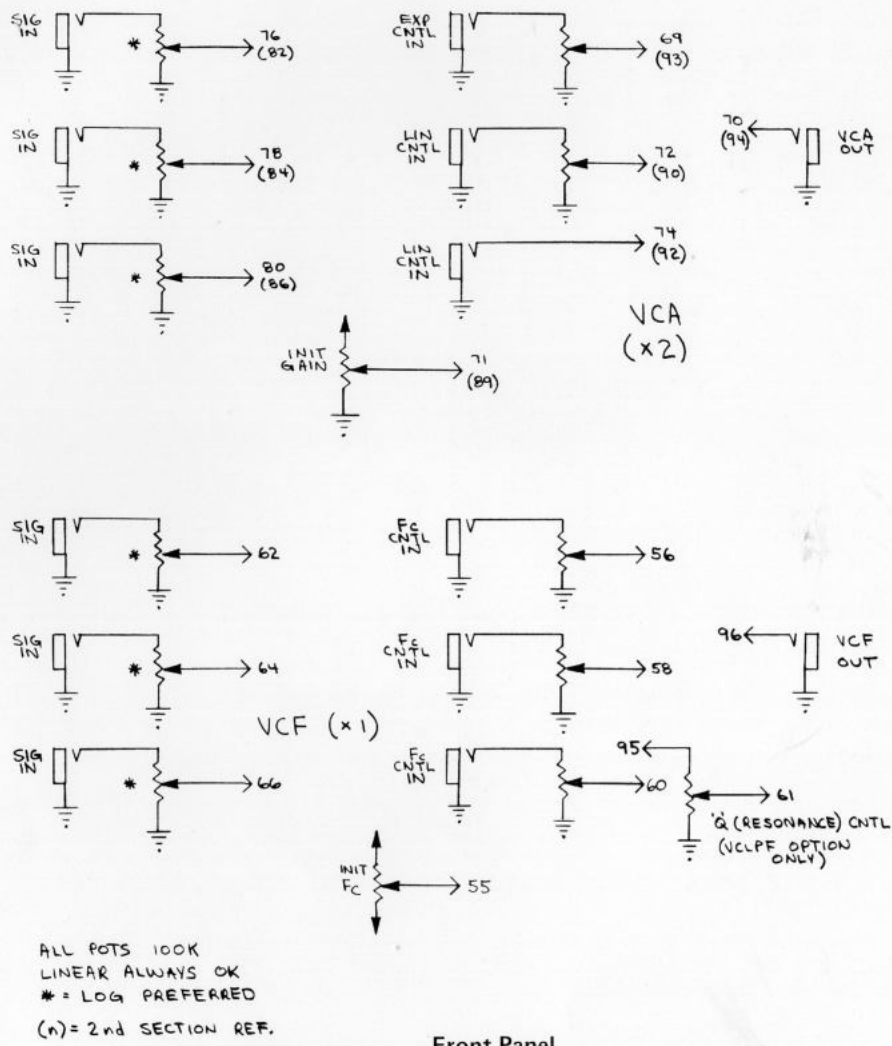 SIG
IN
*
76
(82)
EXP
CNTL
IN
69
(93)
SIG
IN
*
78
(84)
LIN
CNTL
IN
72
(90)
70
(94)
VCA
OUT
SIG
IN
*
80
(86)
LIN
CNTL
IN
74
(92)
VCA
(x2)
INIT
GAIN
71
(89)
SIG
IN
*
62
Fc
CNTL
IN
56
SIG
IN
*
64
Fc
CNTL
IN
58
96
VCF
OUT
VCF (x1)
SIG
IN
*
66
Fc
CNTL
IN
60
95
61
'Q' (RESONANCE) CNTL
(VCLPF OPTION
ONLY)
INIT
FC
55
ALL POTS 100K
LINEAR ALWAYS OK
* = LOG PREFERRED
(n) = 2nd SECTION REF.
Front Panel